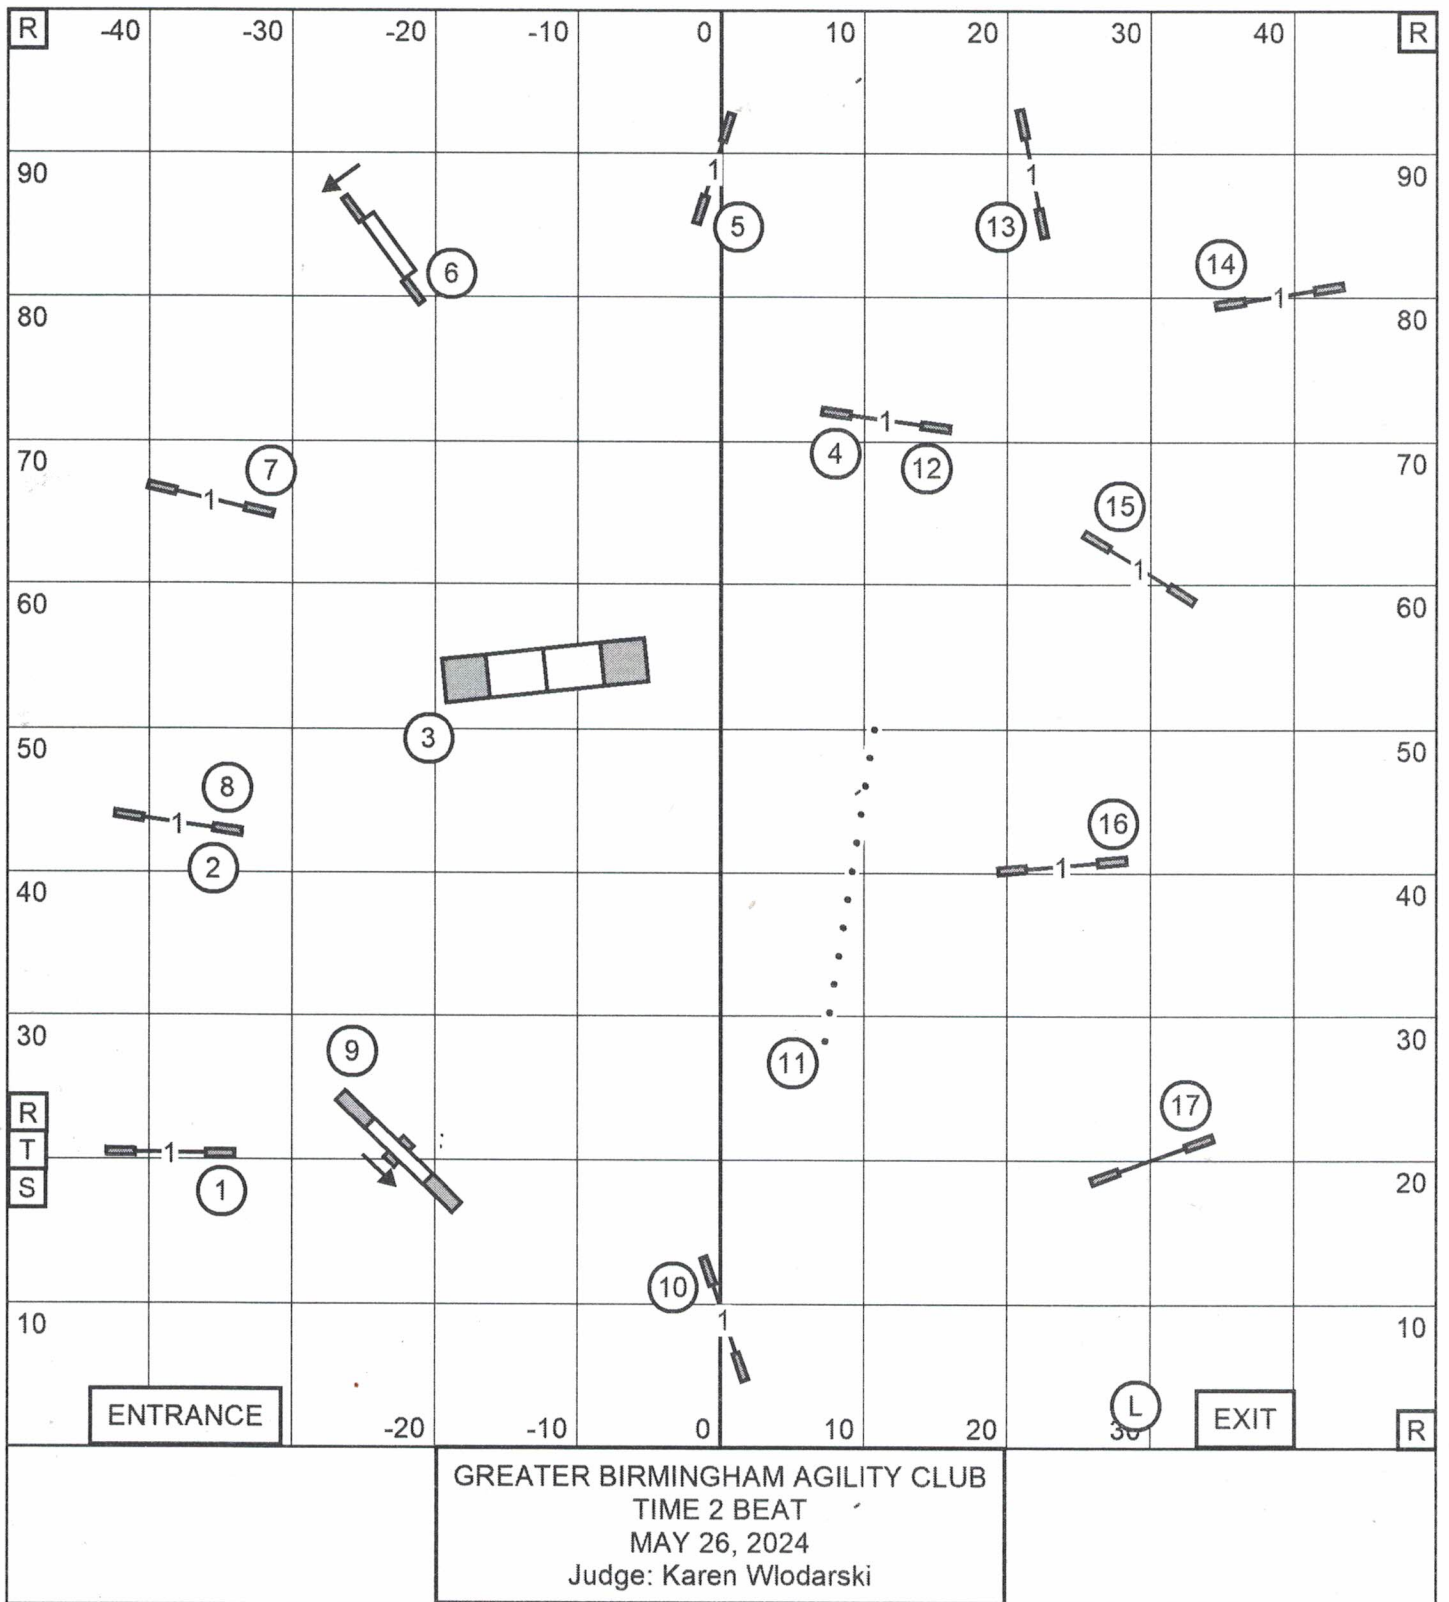 R -40 -30 -20 -10 0 10 20 30 40 R
90 1 1 90
5 13
6 14
80 1 80
1
70 7 4 12 70
1 15
60 1 60
3
50 50
8 16
1 1
2
40 40
30 30
9 11
R 17
T 1
S 1 20
10
10 1 10
ENTRANCE -20 -10 0 10 20 30 L EXIT R
GREATER BIRMINGHAM AGILITY CLUB
TIME 2 BEAT
MAY 26, 2024
Judge: Karen Wlodarski